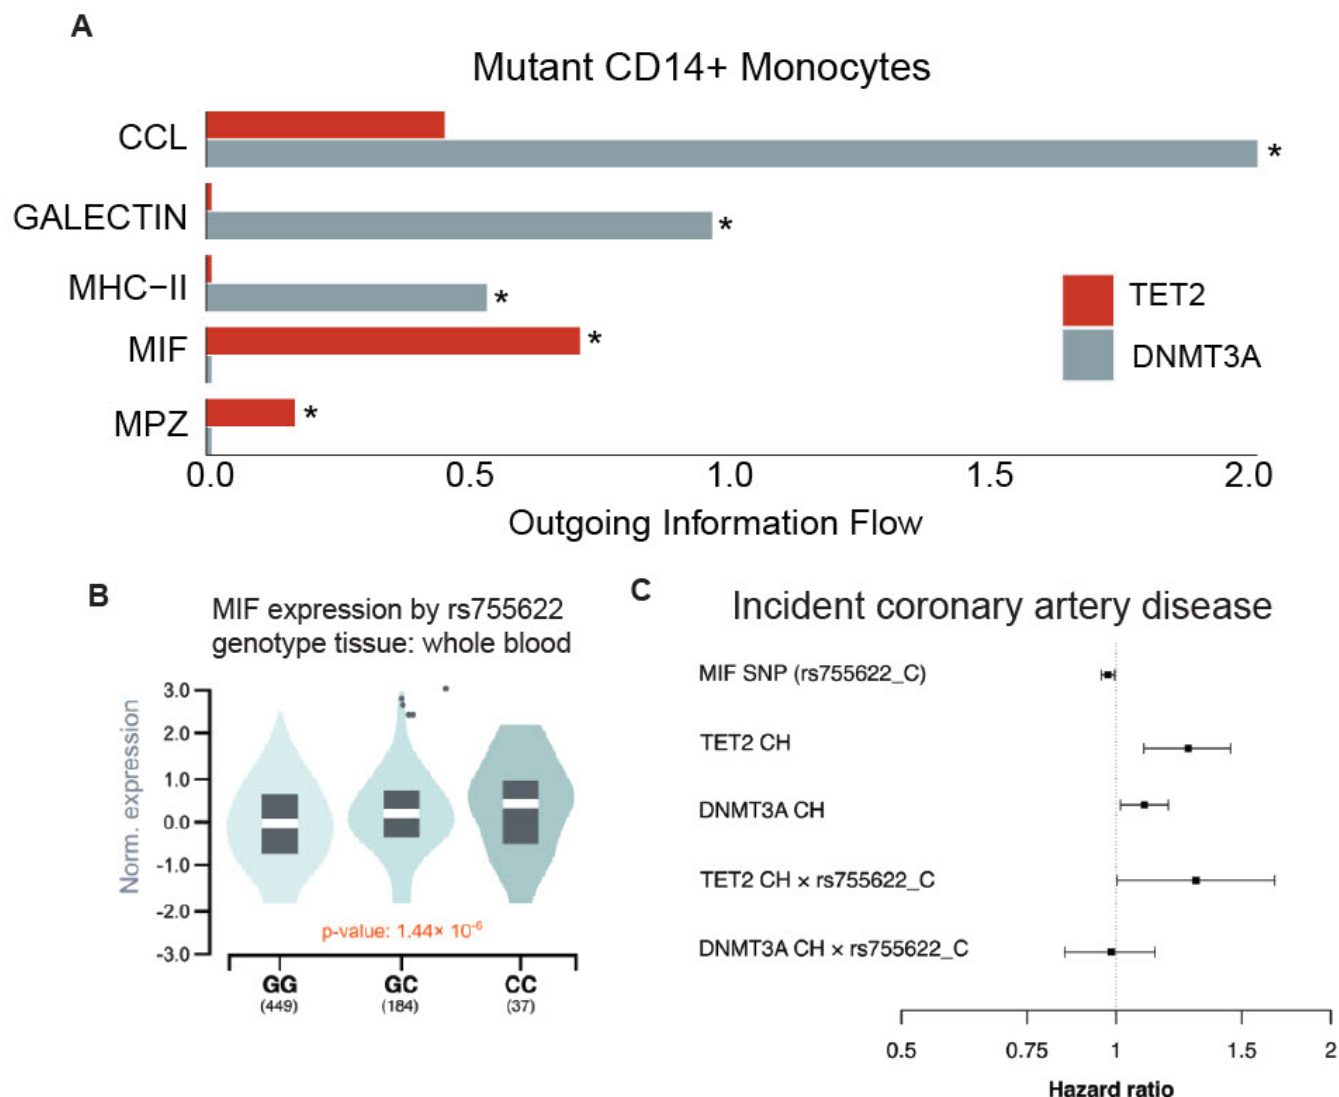 A
Mutant CD14+ Monocytes
CCL
*
GALECTIN
*
MHC−II
*
MIF
*
MPZ
*
TET2
DNMT3A
0.0 0.5 1.0 1.5 2.0
Outgoing Information Flow
B
MIF expression by rs755622
genotype tissue: whole blood
Norm. expression
3.0
2.0
1.0
0.0
-1.0
-2.0
-3.0
p-value: 1.44× 10⁻⁶
GG GC CC
(449) (184) (37)
C
Incident coronary artery disease
MIF SNP (rs755622_C)
TET2 CH
DNMT3A CH
TET2 CH × rs755622_C
DNMT3A CH × rs755622_C
0.5 0.75 1 1.5 2
Hazard ratio